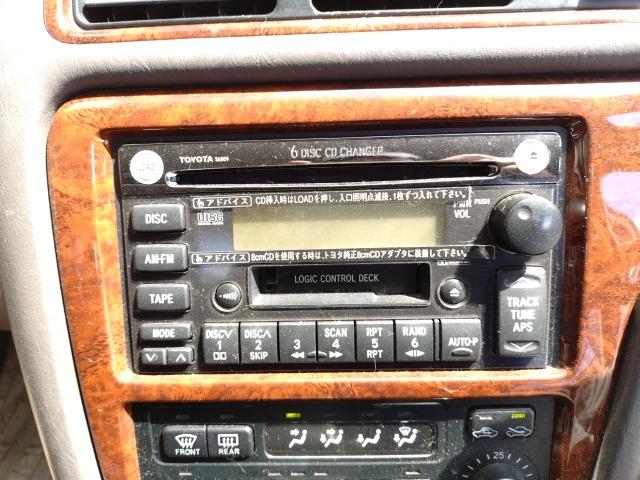 TOYOTA 56809
6 DISC CD CHANGER
アドバイス CD挿入時はLOADを押し、入口照明点滅後、1枚ずつ入れて下さい。
DISC
PWR PUSH
VOL
アドバイス 8cmCDを使用する時は、トヨタ純正8cmCDアダプタに装着して下さい。
DISC
AM•FM
TAPE
MODE
LOGIC CONTROL DECK
TRACK
TUNE
APS
DISC∨ DISC∧ SCAN RPT RAND
1 2 3 4 5 6
SKIP RPT
AUTO•P
FRONT REAR
25